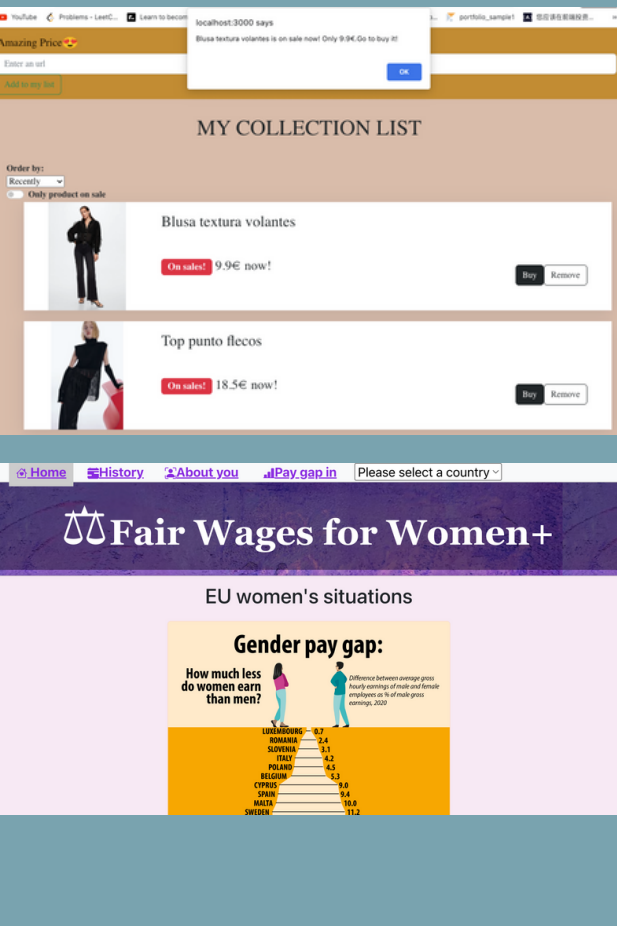 YouTube
Problems - LeetC...
Learn to becom
portfolio_sample1
localhost:3000 says
Blusa textura volantes is on sale now! Only 9.9€.Go to buy it!
OK
Amazing Price😍
Enter an url
Add to my list
MY COLLECTION LIST
Order by:
Recently
Only product on sale
Blusa textura volantes
On sales! 9.9€ now!
Buy Remove
Top punto flecos
On sales! 18.5€ now!
Buy Remove
Home History About you Pay gap in Please select a country
Fair Wages for Women+
EU women's situations
Gender pay gap:
How much less
do women earn
than men?
Difference between average gross
hourly earnings of male and female
employees as % of male gross
earnings, 2020
LUXEMBOURG 0.7
ROMANIA 2.4
SLOVENIA 3.1
ITALY 4.2
POLAND 4.5
BELGIUM 5.3
CYPRUS 9.0
SPAIN 9.4
MALTA 10.0
SWEDEN 11.2